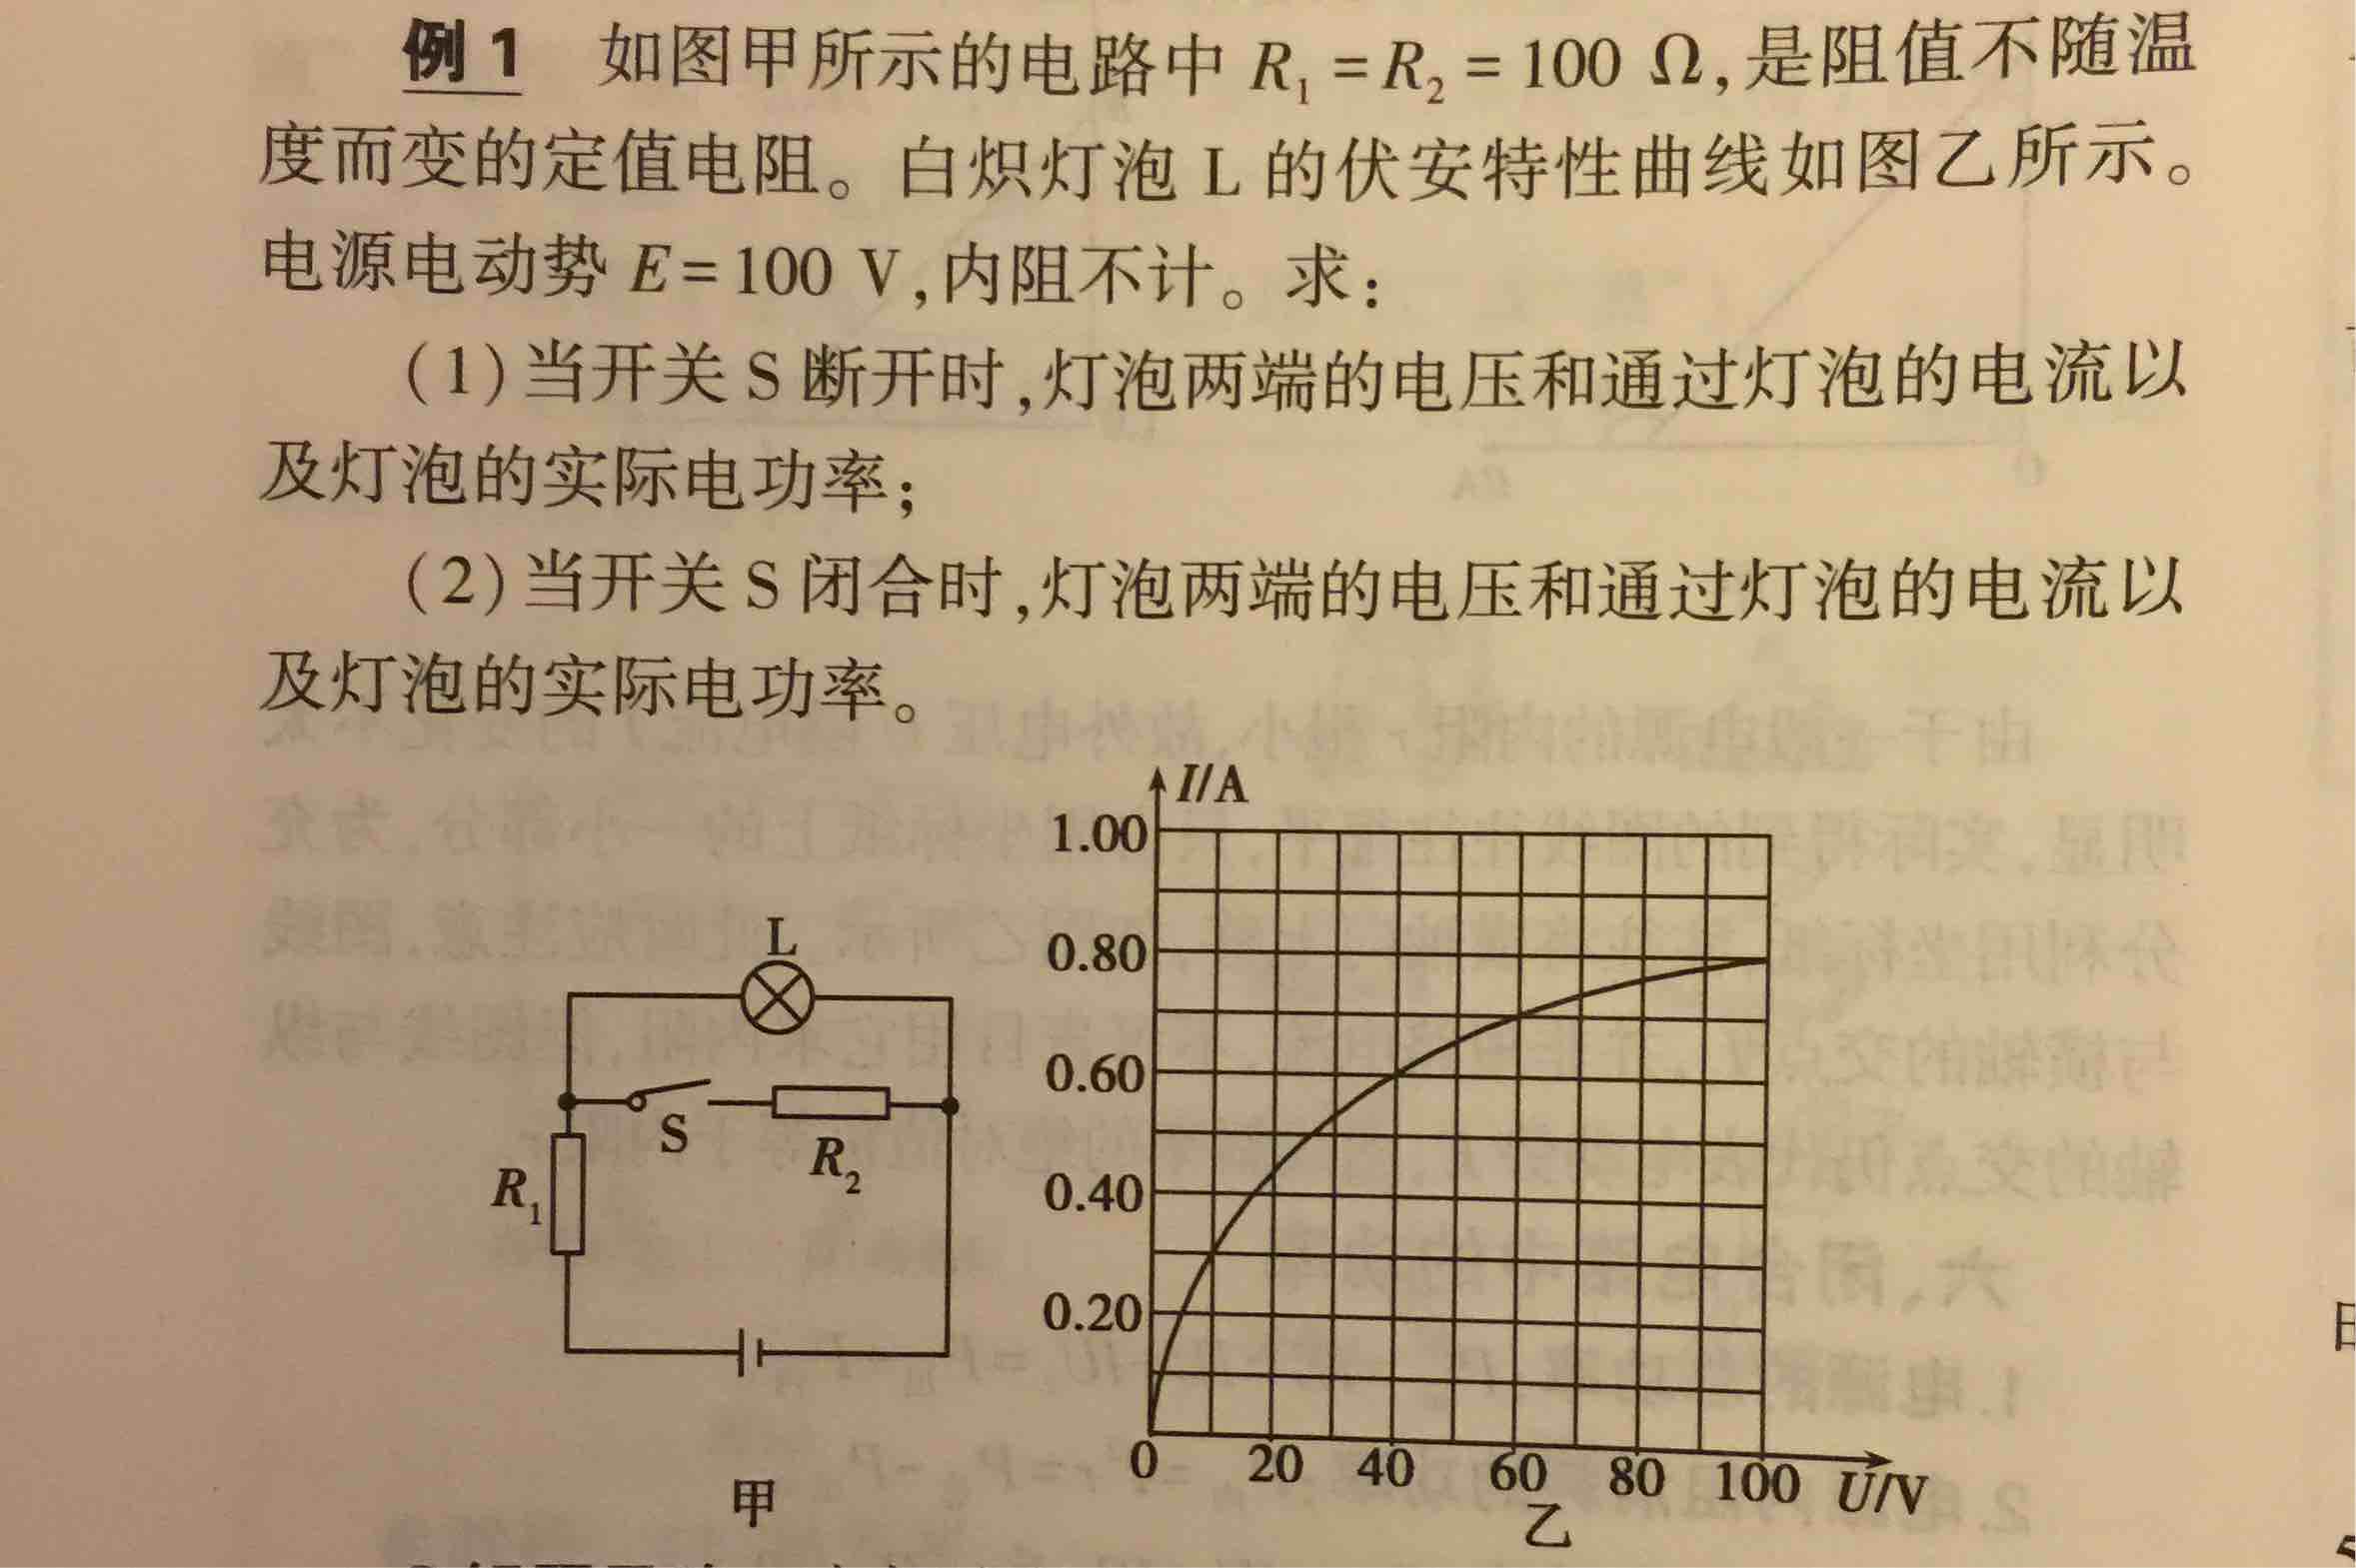 例 1 如图甲所示的电路中 R₁ = R₂ = 100 Ω,是阻值不随温
度而变的定值电阻。白炽灯泡 L 的伏安特性曲线如图乙所示。
电源电动势 E = 100 V,内阻不计。求:
(1)当开关 S 断开时,灯泡两端的电压和通过灯泡的电流以
及灯泡的实际电功率;
(2)当开关 S 闭合时,灯泡两端的电压和通过灯泡的电流以
及灯泡的实际电功率。
L
S
R₂
R₁
甲
I/A
1.00
0.80
0.60
0.40
0.20
0 20 40 60 80 100 U/V
乙